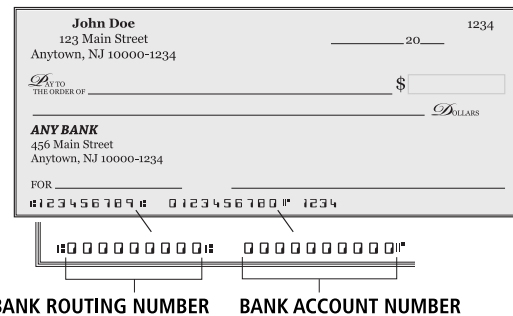 John Doe 1234
123 Main Street 20
Anytown, NJ 10000-1234
PAY TO
THE ORDER OF $
DOLLARS
ANY BANK
456 Main Street
Anytown, NJ 10000-1234
FOR
⑆123456789⑆ 0123456780⑈ 1234
⑆000000000⑆ 0000000000⑈
BANK ROUTING NUMBER BANK ACCOUNT NUMBER